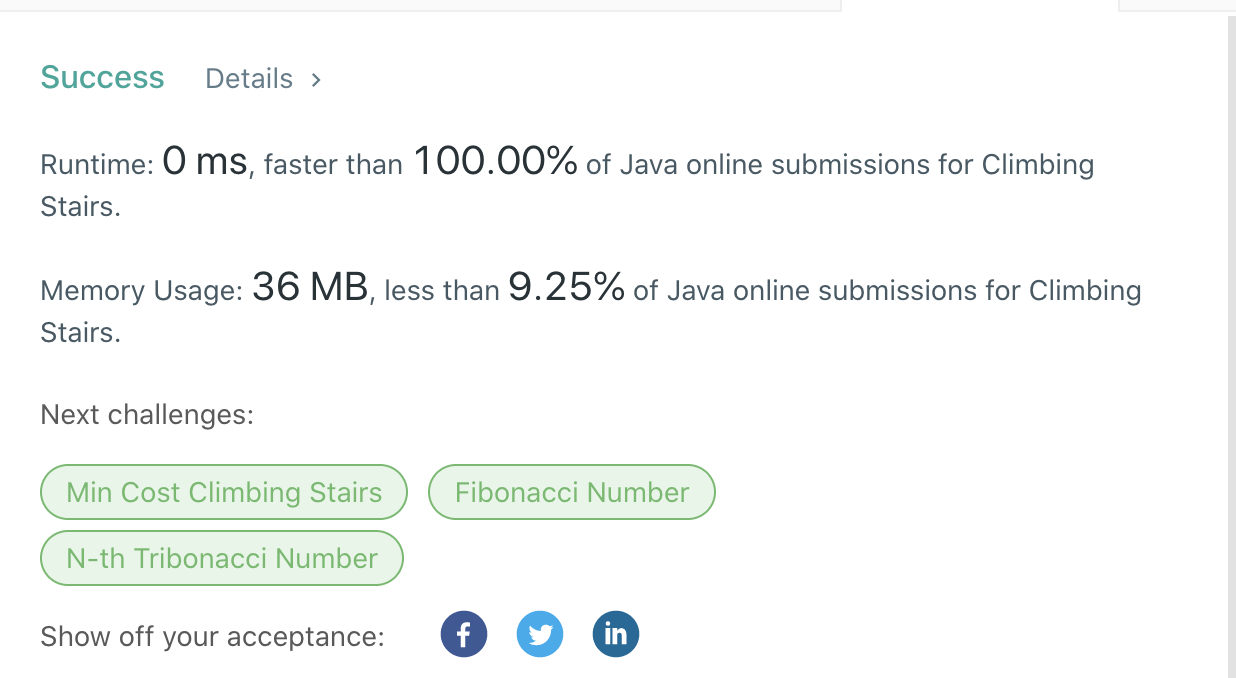 Success Details >
Runtime: 0 ms, faster than 100.00% of Java online submissions for Climbing
Stairs.
Memory Usage: 36 MB, less than 9.25% of Java online submissions for Climbing
Stairs.
Next challenges:
Min Cost Climbing Stairs Fibonacci Number
N-th Tribonacci Number
Show off your acceptance: f in